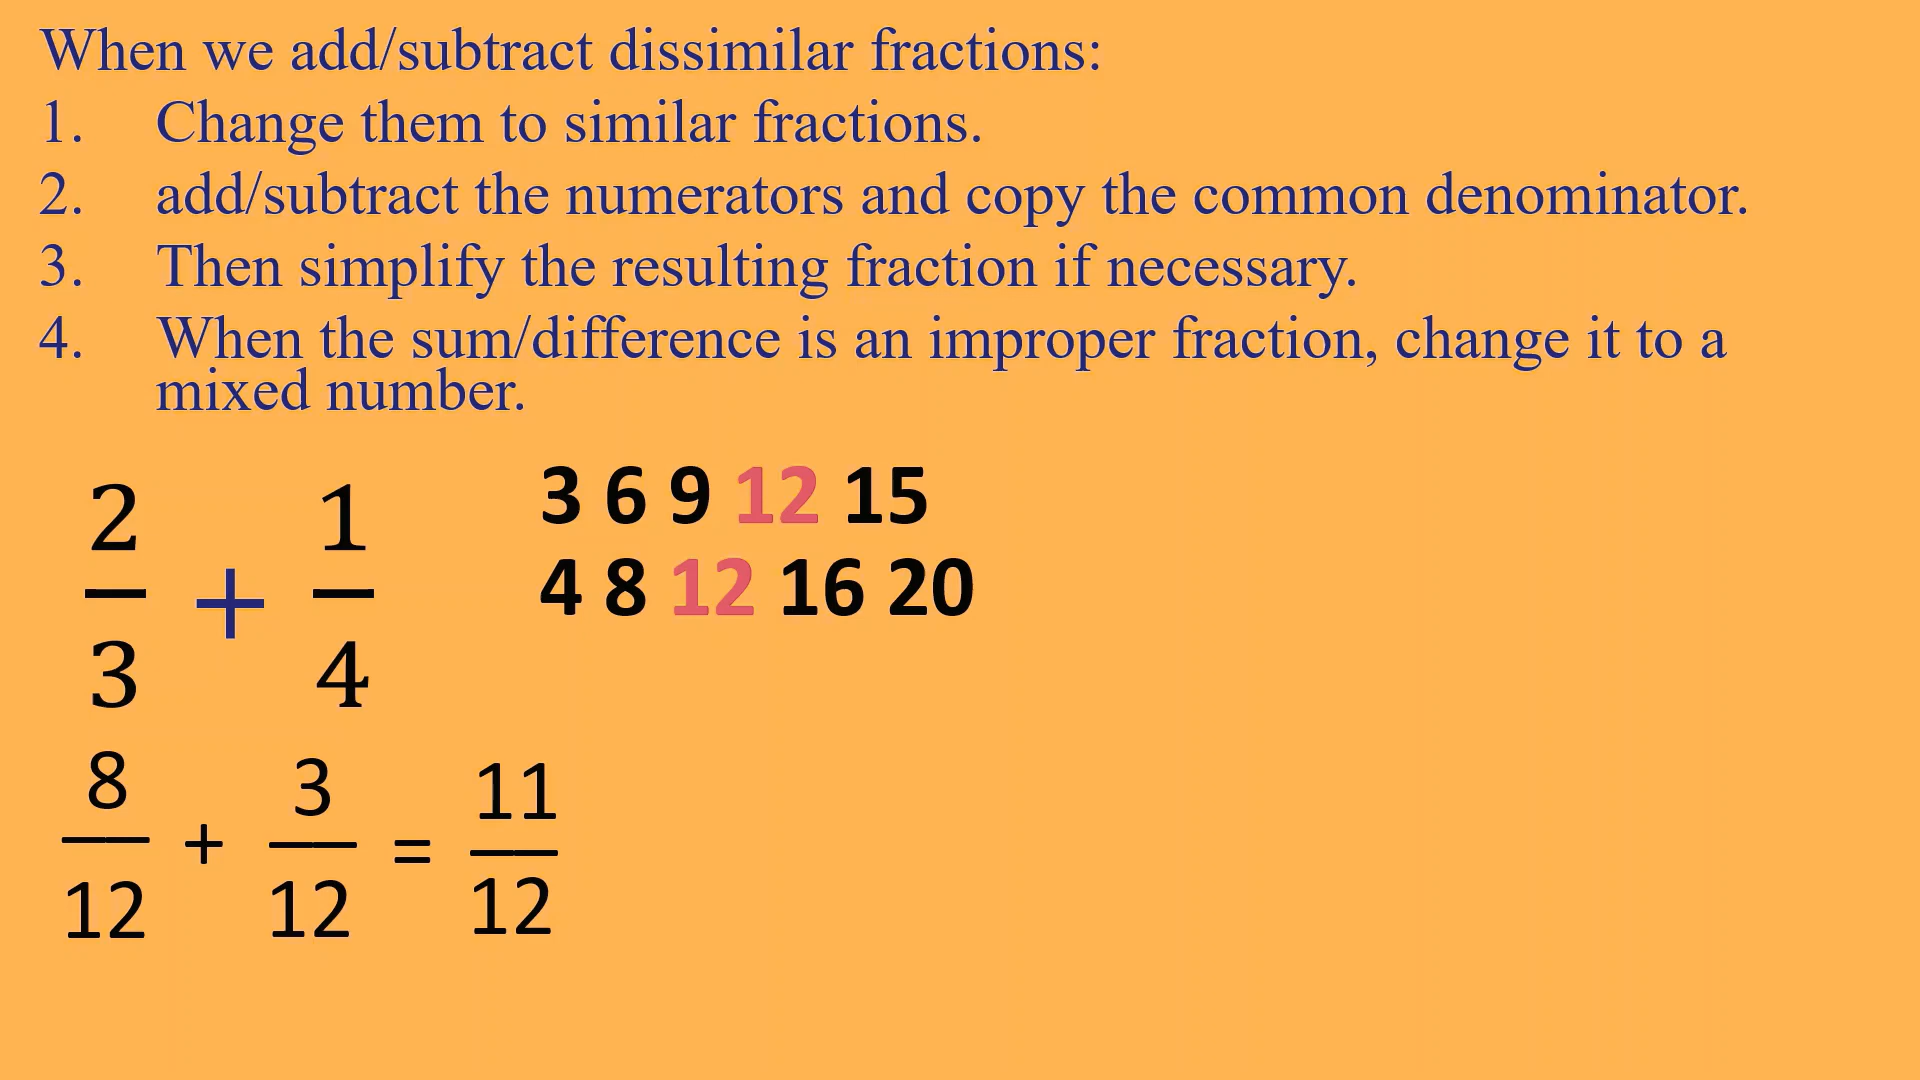 When we add/subtract dissimilar fractions:
1. Change them to similar fractions.
2. add/subtract the numerators and copy the common denominator.
3. Then simplify the resulting fraction if necessary.
4. When the sum/difference is an improper fraction, change it to a
mixed number.
2/3 + 1/4
3 6 9 12 15
4 8 12 16 20
8/12 + 3/12 = 11/12